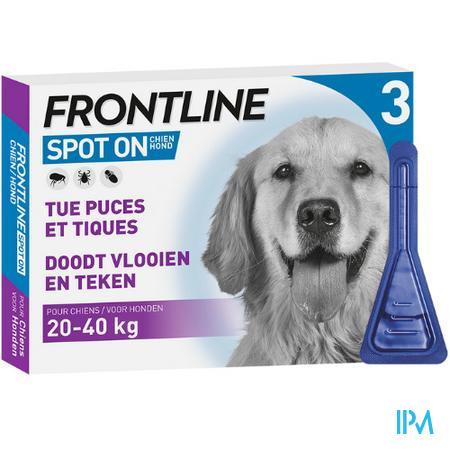 FRONTLINE
3
SPOT ON CHIEN HOND
TUE PUCES
ET TIQUES
DOODT VLOOIEN
EN TEKEN
POUR CHIENS / VOOR HONDEN
20-40 kg
FRONTLINE
CHIEN / HOND SPOT ON
POUR Chiens
VOOR Honden
IPM